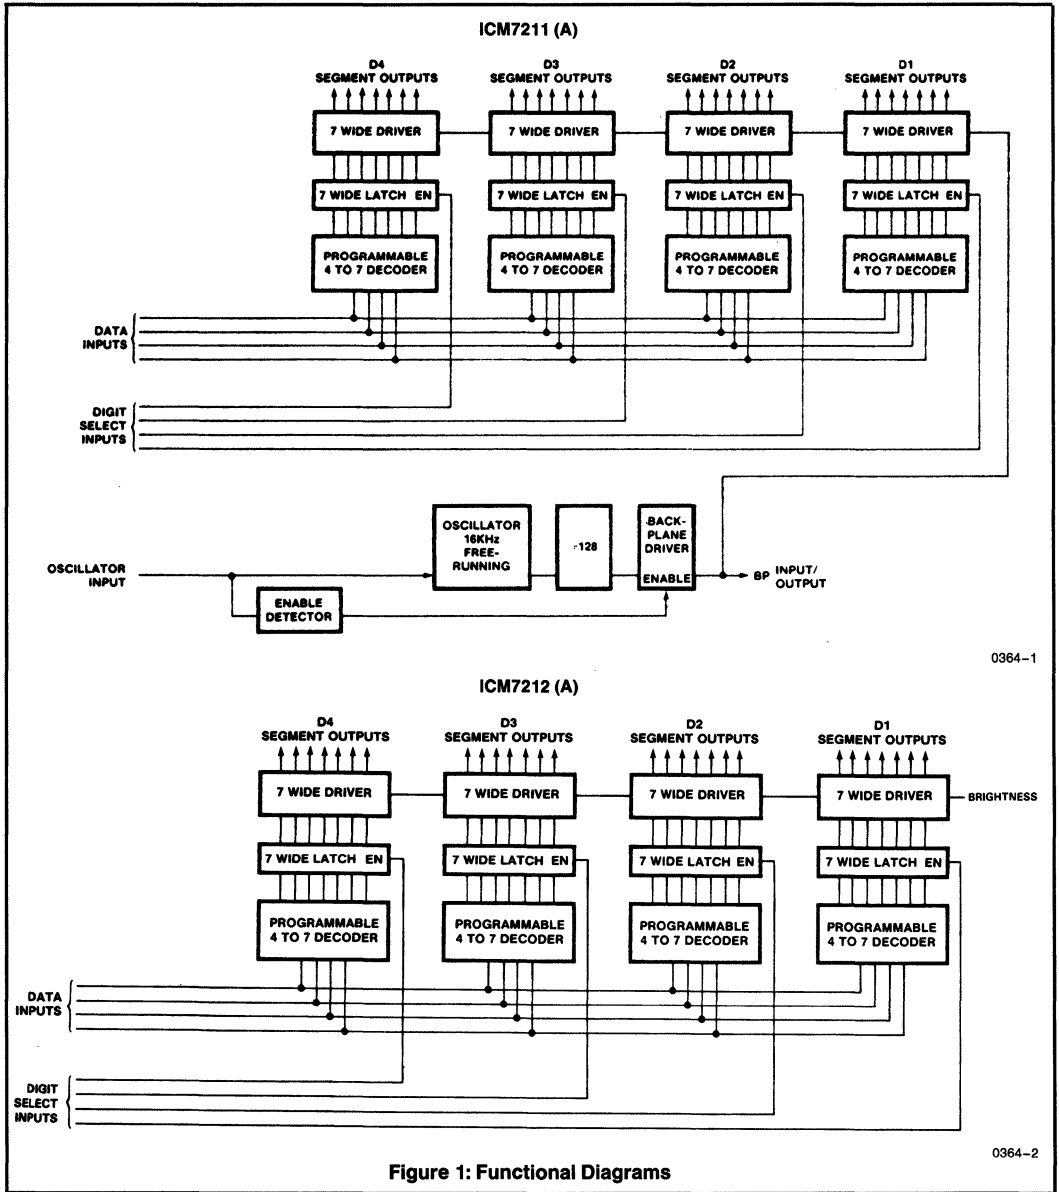 ICM7211 (A)
D4
SEGMENT OUTPUTS
D3
SEGMENT OUTPUTS
D2
SEGMENT OUTPUTS
D1
SEGMENT OUTPUTS
7 WIDE DRIVER
7 WIDE DRIVER
7 WIDE DRIVER
7 WIDE DRIVER
7 WIDE LATCH EN
7 WIDE LATCH EN
7 WIDE LATCH EN
7 WIDE LATCH EN
PROGRAMMABLE
4 TO 7 DECODER
PROGRAMMABLE
4 TO 7 DECODER
PROGRAMMABLE
4 TO 7 DECODER
PROGRAMMABLE
4 TO 7 DECODER
DATA
INPUTS
DIGIT
SELECT
INPUTS
OSCILLATOR
INPUT
OSCILLATOR
16KHz
FREE-
RUNNING
÷128
BACK-
PLANE
DRIVER
ENABLE
BP INPUT/
OUTPUT
ENABLE
DETECTOR
0364-1
ICM7212 (A)
D4
SEGMENT OUTPUTS
D3
SEGMENT OUTPUTS
D2
SEGMENT OUTPUTS
D1
SEGMENT OUTPUTS
7 WIDE DRIVER
7 WIDE DRIVER
7 WIDE DRIVER
7 WIDE DRIVER
BRIGHTNESS
7 WIDE LATCH EN
7 WIDE LATCH EN
7 WIDE LATCH EN
7 WIDE LATCH EN
PROGRAMMABLE
4 TO 7 DECODER
PROGRAMMABLE
4 TO 7 DECODER
PROGRAMMABLE
4 TO 7 DECODER
PROGRAMMABLE
4 TO 7 DECODER
DATA
INPUTS
DIGIT
SELECT
INPUTS
0364-2
Figure 1: Functional Diagrams